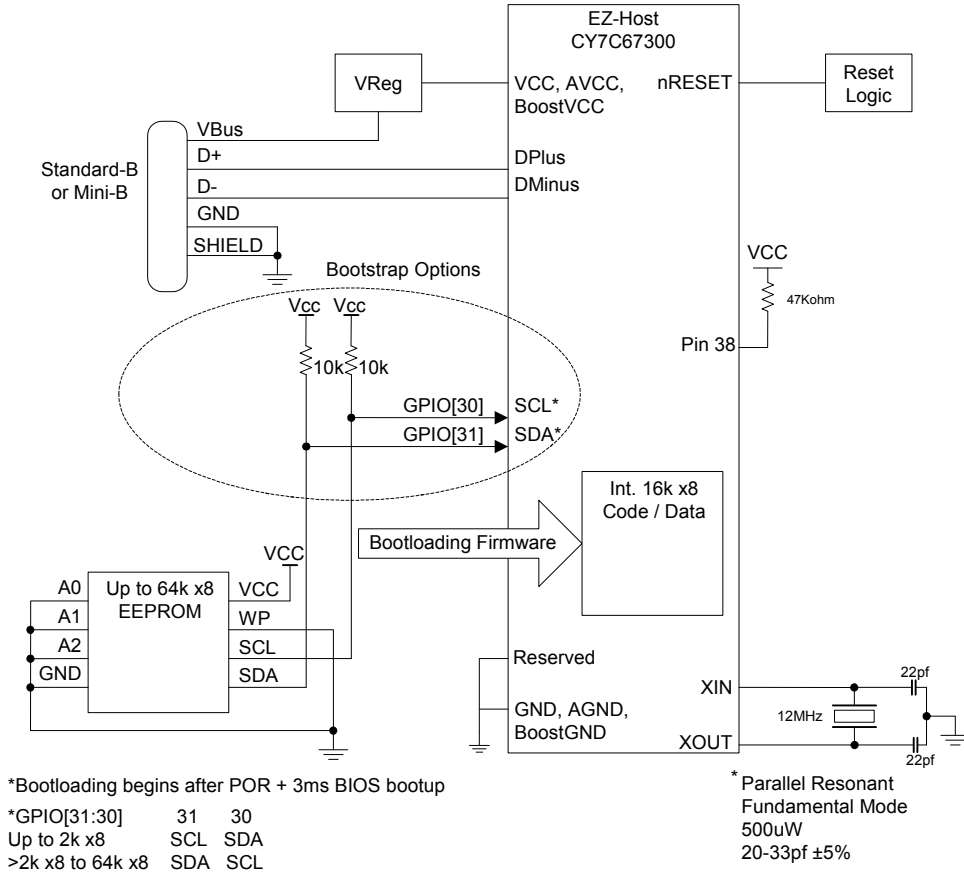 EZ-Host
CY7C67300
VReg
VCC, AVCC,
BoostVCC
nRESET
Reset
Logic
Standard-B
or Mini-B
VBus
D+
D-
GND
SHIELD
DPlus
DMinus
Bootstrap Options
Vcc
Vcc
10k
10k
VCC
47Kohm
Pin 38
GPIO[30]
SCL*
GPIO[31]
SDA*
Int. 16k x8
Code / Data
Bootloading Firmware
VCC
A0
A1
A2
GND
Up to 64k x8
EEPROM
VCC
WP
SCL
SDA
Reserved
GND, AGND,
BoostGND
XIN
XOUT
12MHz
22pf
22pf
*Bootloading begins after POR + 3ms BIOS bootup
*GPIO[31:30] 31 30
Up to 2k x8 SCL SDA
>2k x8 to 64k x8 SDA SCL
* Parallel Resonant
Fundamental Mode
500uW
20-33pf ±5%